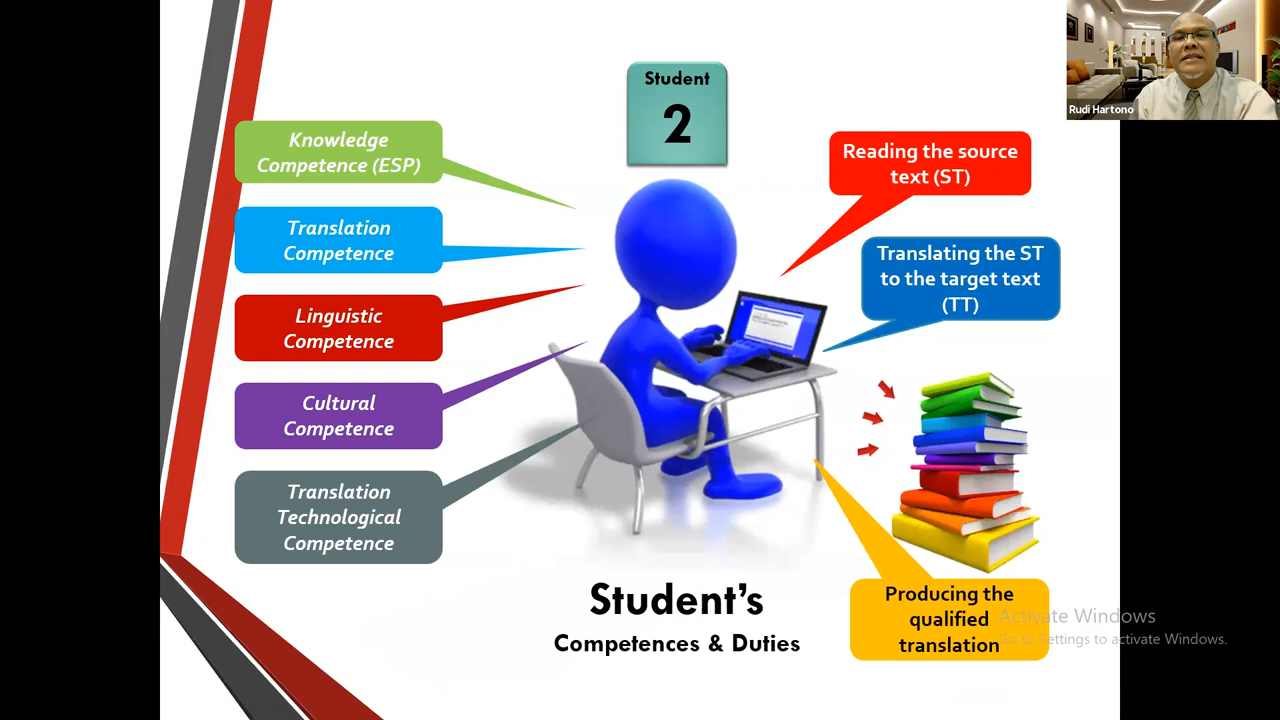 Rudi Hartono
Student
2
Knowledge
Competence (ESP)
Translation
Competence
Linguistic
Competence
Cultural
Competence
Translation
Technological
Competence
Reading the source
text (ST)
Translating the ST
to the target text
(TT)
Producing the
qualified
translation
Student’s
Competences & Duties
Activate Windows
Go to Settings to activate Windows.